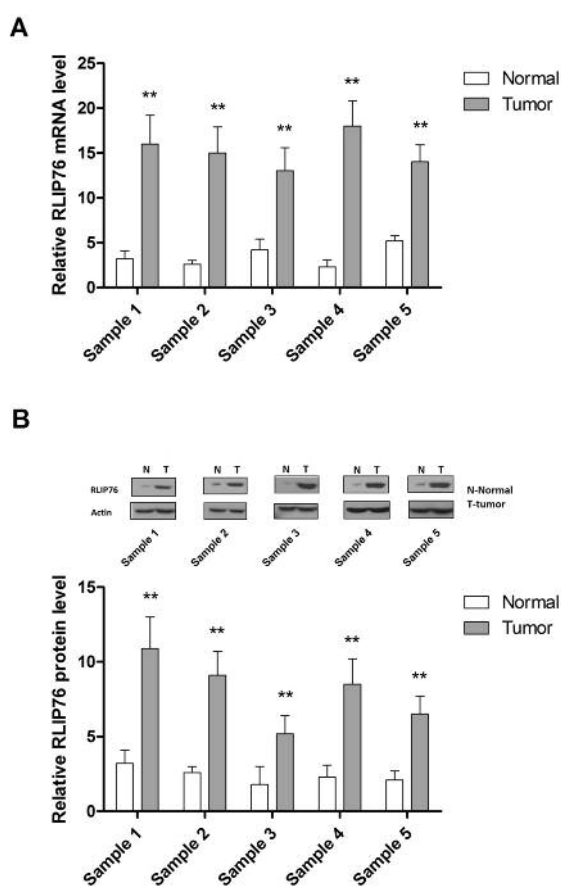 A
Relative RLIP76 mRNA level
25
20
15
10
5
0
** ** ** ** **
Normal
Tumor
Sample 1 Sample 2 Sample 3 Sample 4 Sample 5
B
N T N T N T N T N T
RLIP76
Actin
N-Normal
T-tumor
Sample 1 Sample 2 Sample 3 Sample 4 Sample 5
Relative RLIP76 protein level
15
10
5
0
** ** ** ** **
Normal
Tumor
Sample 1 Sample 2 Sample 3 Sample 4 Sample 5